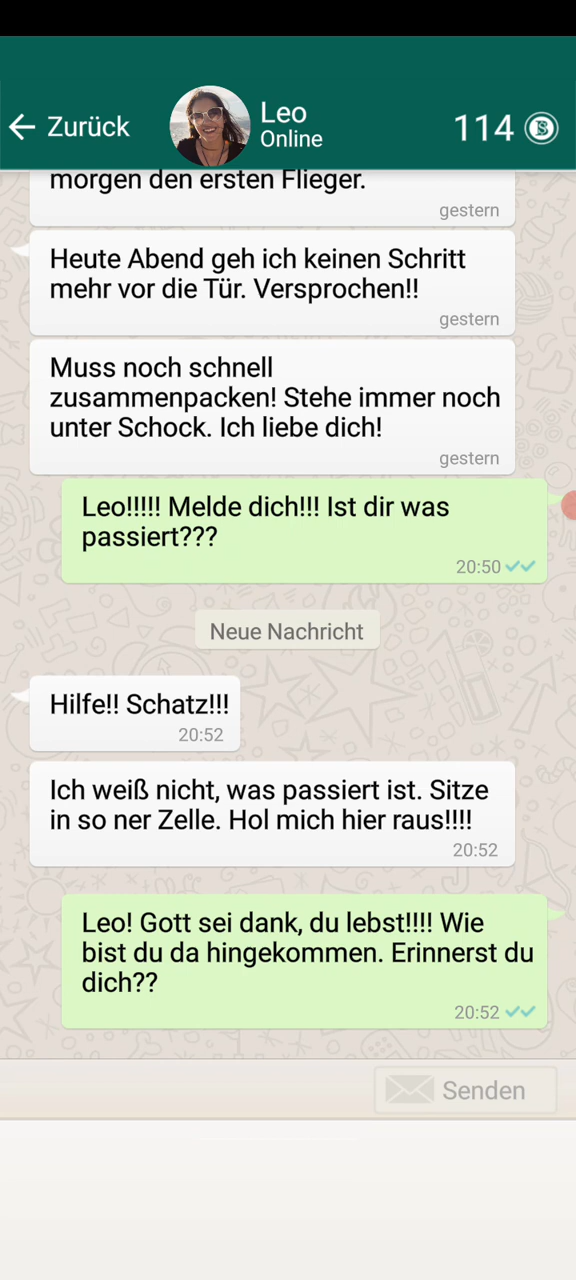 Zurück
Leo
Online
114
morgen den ersten Flieger.
gestern
Heute Abend geh ich keinen Schritt
mehr vor die Tür. Versprochen!!
gestern
Muss noch schnell
zusammenpacken! Stehe immer noch
unter Schock. Ich liebe dich!
gestern
Leo!!!!! Melde dich!!! Ist dir was
passiert???
20:50
Neue Nachricht
Hilfe!! Schatz!!!
20:52
Ich weiß nicht, was passiert ist. Sitze
in so ner Zelle. Hol mich hier raus!!!!
20:52
Leo! Gott sei dank, du lebst!!!! Wie
bist du da hingekommen. Erinnerst du
dich??
20:52
Senden